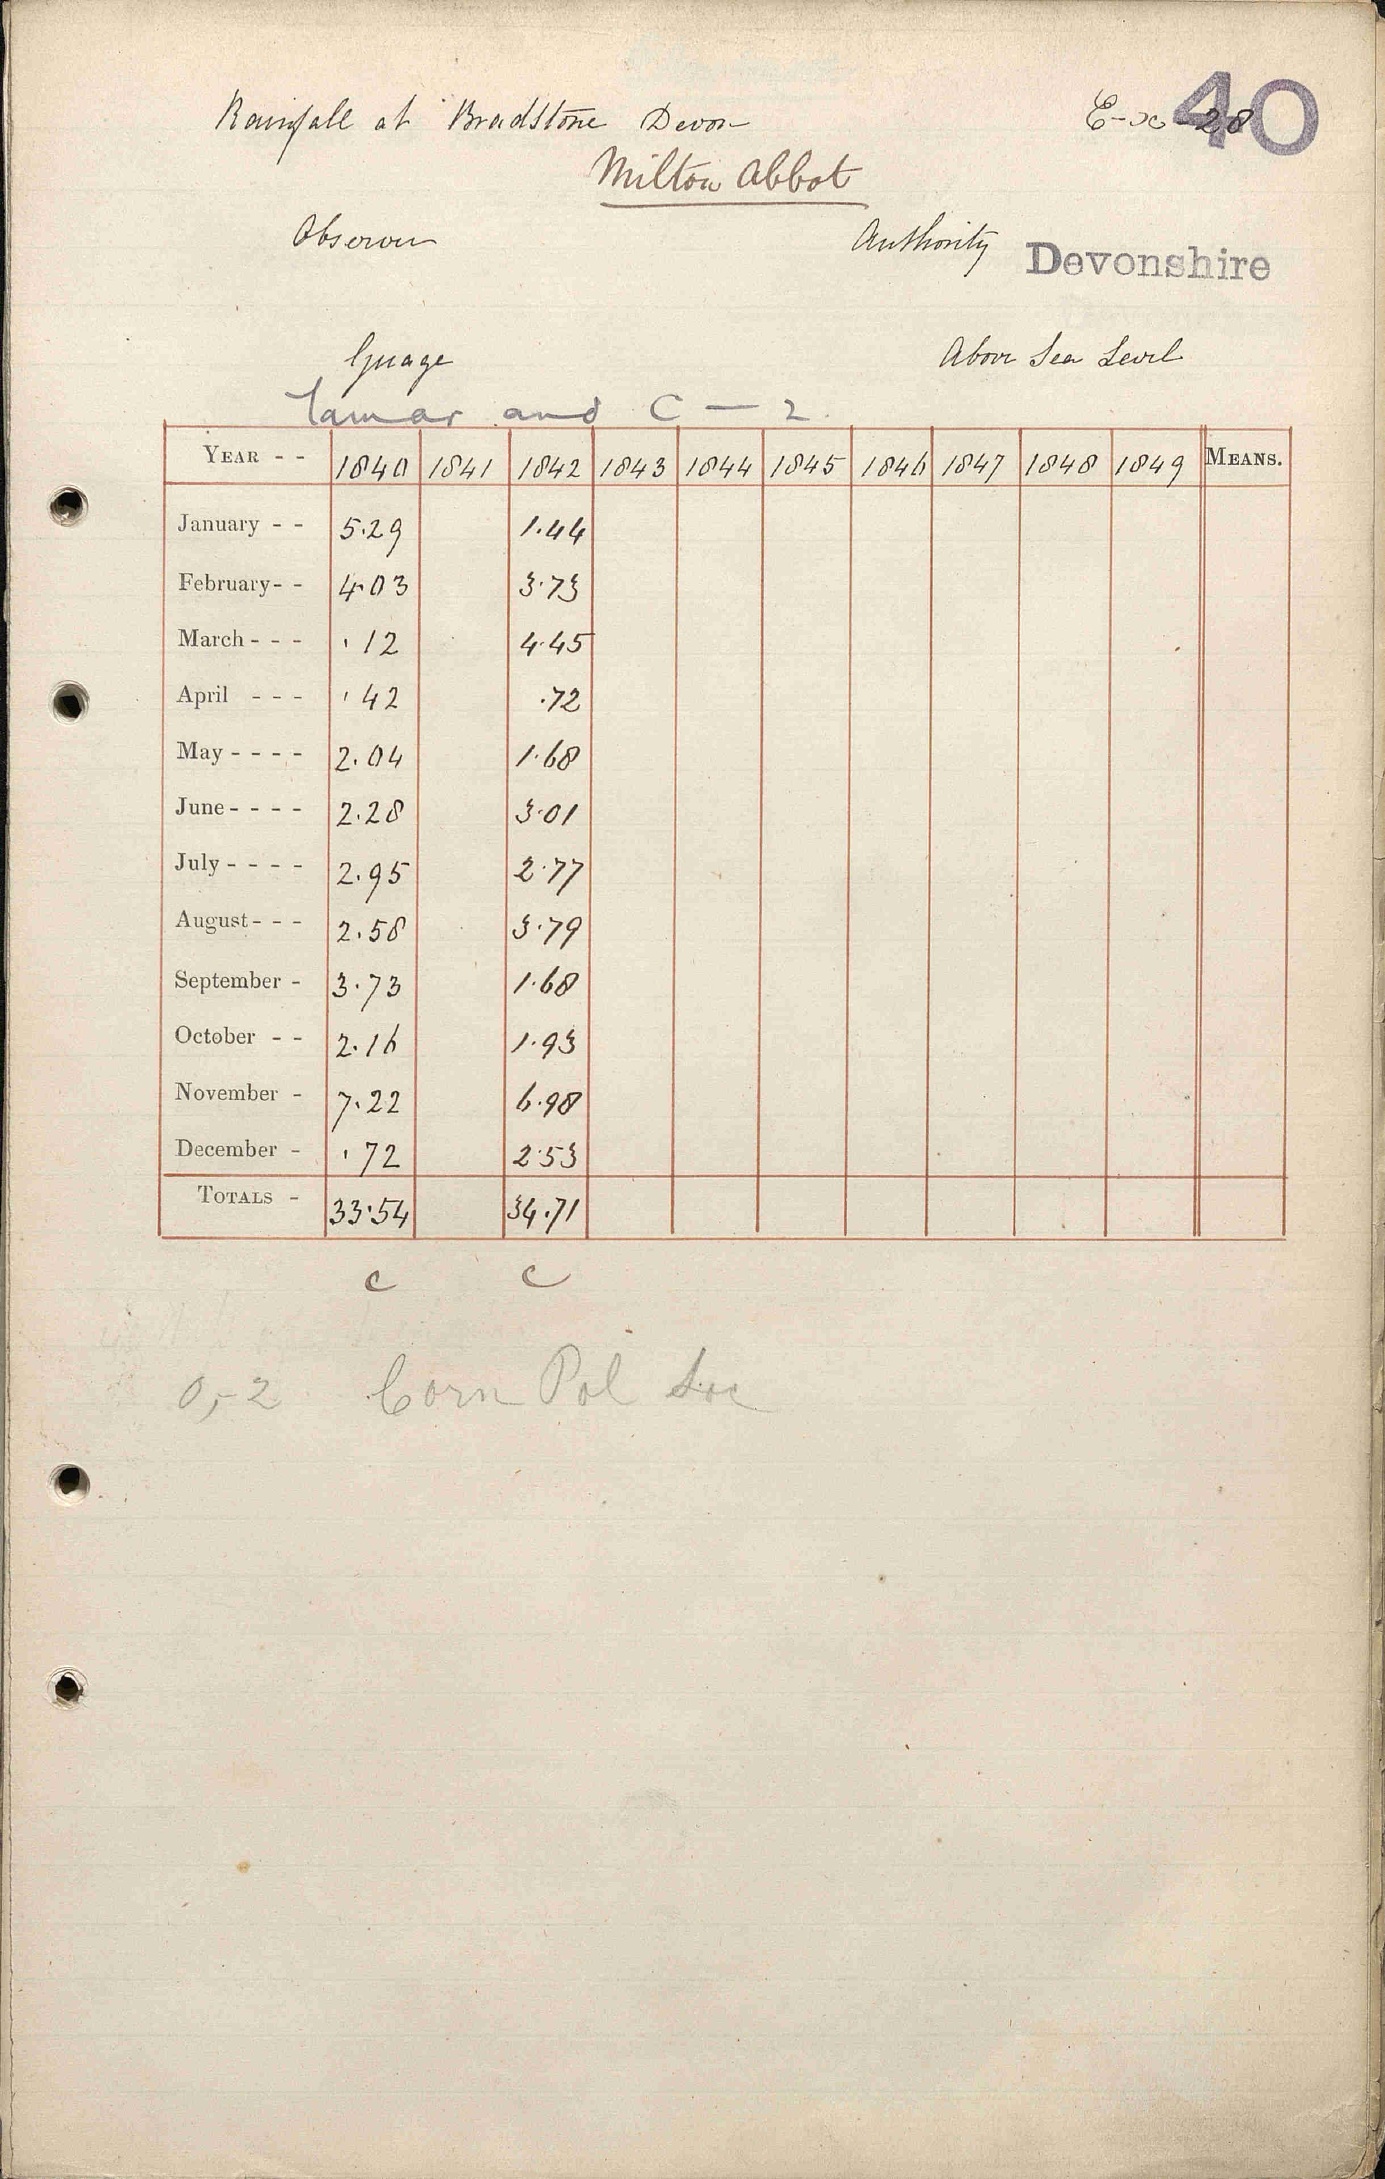 40
Rainfall at Bradstone Devon
Milton Abbot
Observer Authority Devonshire
Guage Above Sea Level
Tamar and C — 2
YEAR - - 1840 1841 1842 1843 1844 1845 1846 1847 1848 1849 MEANS.
January - - 5.29 1.44
February - - 4.03 3.73
March - - - .12 4.45
April - - - .42 .72
May - - - - 2.04 1.68
June - - - - 2.28 3.01
July - - - - 2.95 2.77
August - - - 2.58 3.79
September - 3.73 1.68
October - - 2.16 1.93
November - 7.22 6.98
December - .72 2.53
TOTALS - 33.54 34.71
c c
0,-2 Corn Pol Soc